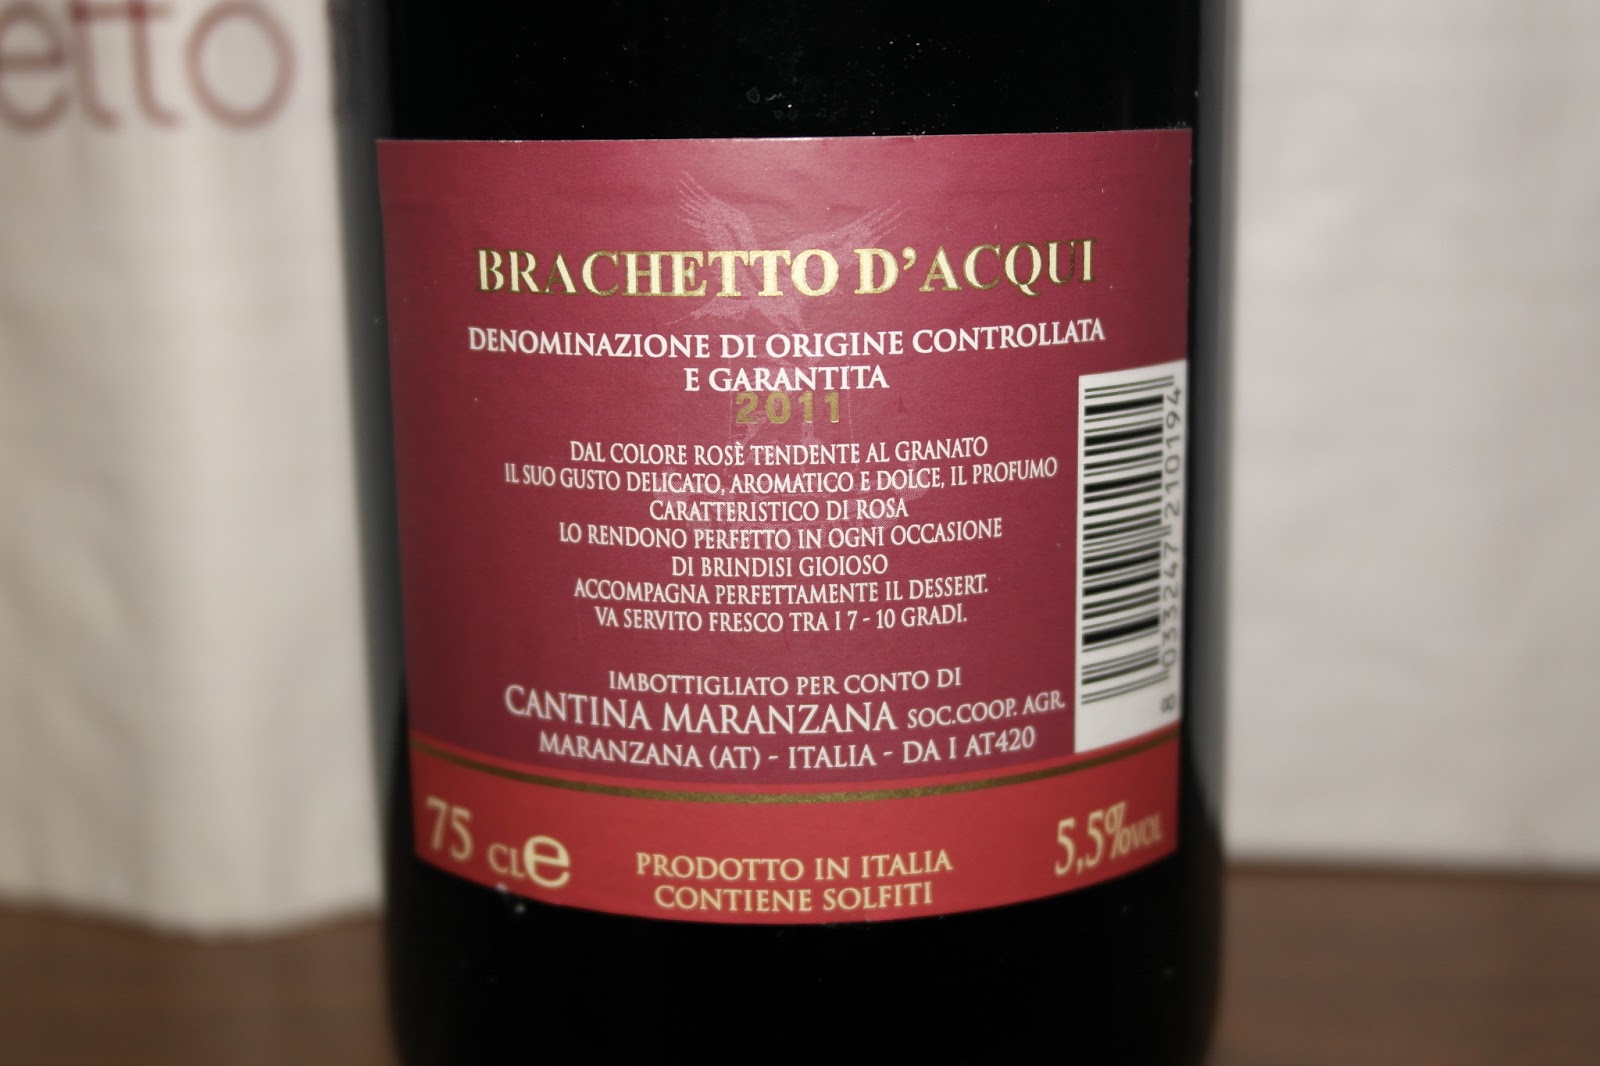 etto
BRACHETTO D'ACQUI
DENOMINAZIONE DI ORIGINE CONTROLLATA
E GARANTITA
2011
DAL COLORE ROSÈ TENDENTE AL GRANATO
IL SUO GUSTO DELICATO, AROMATICO E DOLCE, IL PROFUMO
CARATTERISTICO DI ROSA
LO RENDONO PERFETTO IN OGNI OCCASIONE
DI BRINDISI GIOIOSO
ACCOMPAGNA PERFETTAMENTE IL DESSERT.
VA SERVITO FRESCO TRA I 7 - 10 GRADI.
IMBOTTIGLIATO PER CONTO DI
CANTINA MARANZANA SOC.COOP. AGR.
MARANZANA (AT) - ITALIA - DA I AT420
8 033247 210194
75 CL e
PRODOTTO IN ITALIA
CONTIENE SOLFITI
5,5%VOL